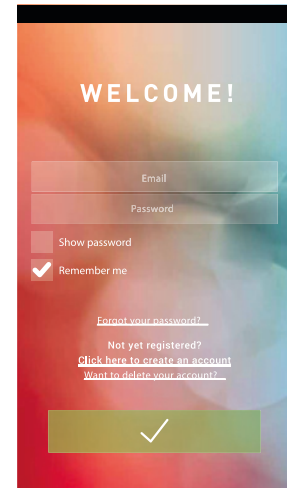 WELCOME!
Email
Password
Show password
Remember me
Forgot your password?
Not yet registered?
Click here to create an account
Want to delete your account?